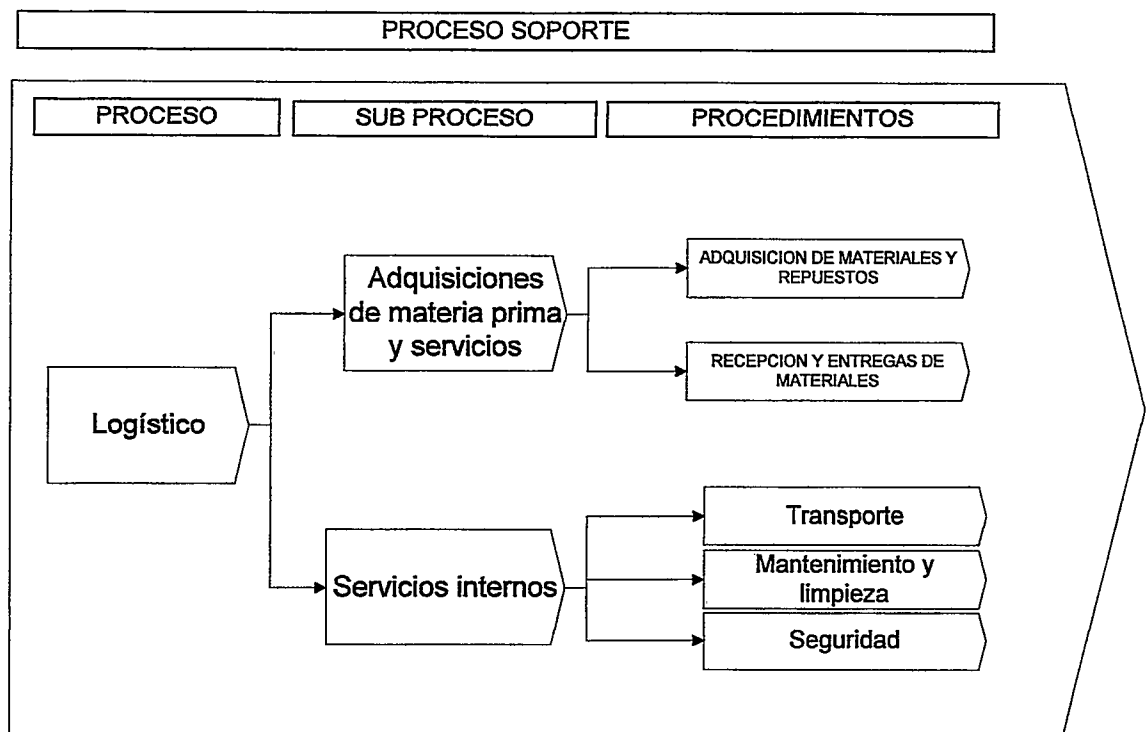 PROCESO SOPORTE
PROCESO
SUB PROCESO
PROCEDIMIENTOS
Adquisiciones
de materia prima
y servicios
ADQUISICION DE MATERIALES Y
REPUESTOS
RECEPCION Y ENTREGAS DE
MATERIALES
Logístico
Servicios internos
Transporte
Mantenimiento y
limpieza
Seguridad